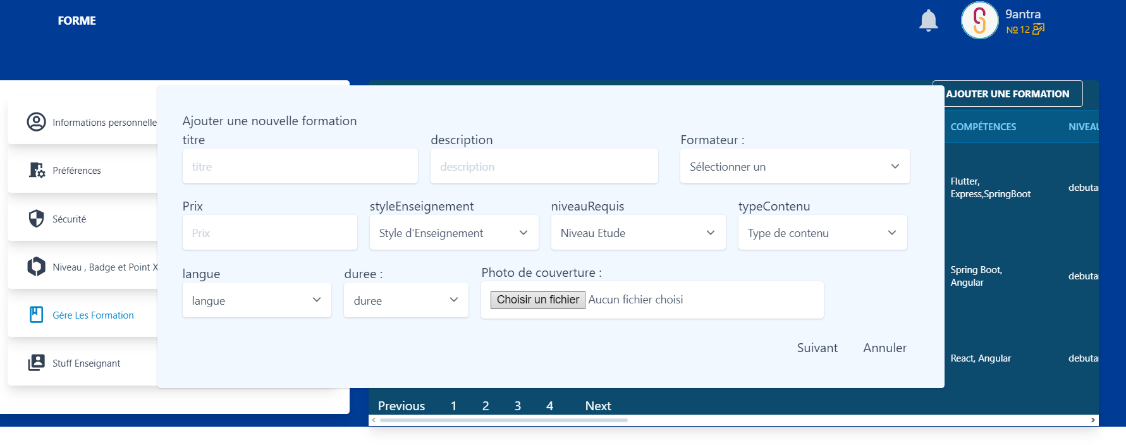 FORME
9antra
№ 12
AJOUTER UNE FORMATION
Informations personnelle
Préférences
Sécurité
Niveau , Badge et Point X
Gére Les Formation
Stuff Enseignant
Ajouter une nouvelle formation
titre description Formateur :
titre description Sélectionner un
Prix styleEnseignement niveauRequis typeContenu
Prix Style d'Enseignement Niveau Etude Type de contenu
langue duree : Photo de couverture :
langue duree Choisir un fichier Aucun fichier choisi
Suivant Annuler
COMPÉTENCES NIVEAU
Flutter,
Express,SpringBoot debuta
Spring Boot,
Angular debuta
React, Angular debuta
Previous 1 2 3 4 Next